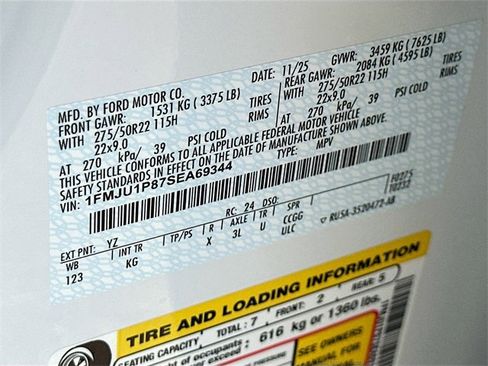 MFD. BY FORD MOTOR CO.
DATE: 11/25 GVWR: 3459 KG (7625 LB)
FRONT GAWR: 1531 KG (3375 LB) REAR GAWR: 2084 KG (4595 LB)
WITH 275/50R22 115H TIRES WITH 275/50R22 115H TIRES
22x9.0 RIMS 22x9.0 RIMS
AT 270 kPa/ 39 PSI COLD AT 270 kPa/ 39 PSI COLD
THIS VEHICLE CONFORMS TO ALL APPLICABLE FEDERAL MOTOR VEHICLE
SAFETY STANDARDS IN EFFECT ON THE DATE OF MANUFACTURE SHOWN ABOVE.
VIN: 1FMJU1P87SEA69344 TYPE: MPV
F0275
T0232
EXT PNT: YZ RC: 24 DSO:
WB INT TR TP/PS R AXLE TR SPR
123 KG X 3L U CCGG
ULC RU5A-3520472-AB
TIRE AND LOADING INFORMATION
SEATING CAPACITY TOTAL: 7 FRONT: 2 REAR: 5
of occupants
exceed: 616 kg or 1360 lbs.
SEE OWNERS
MANUAL FOR